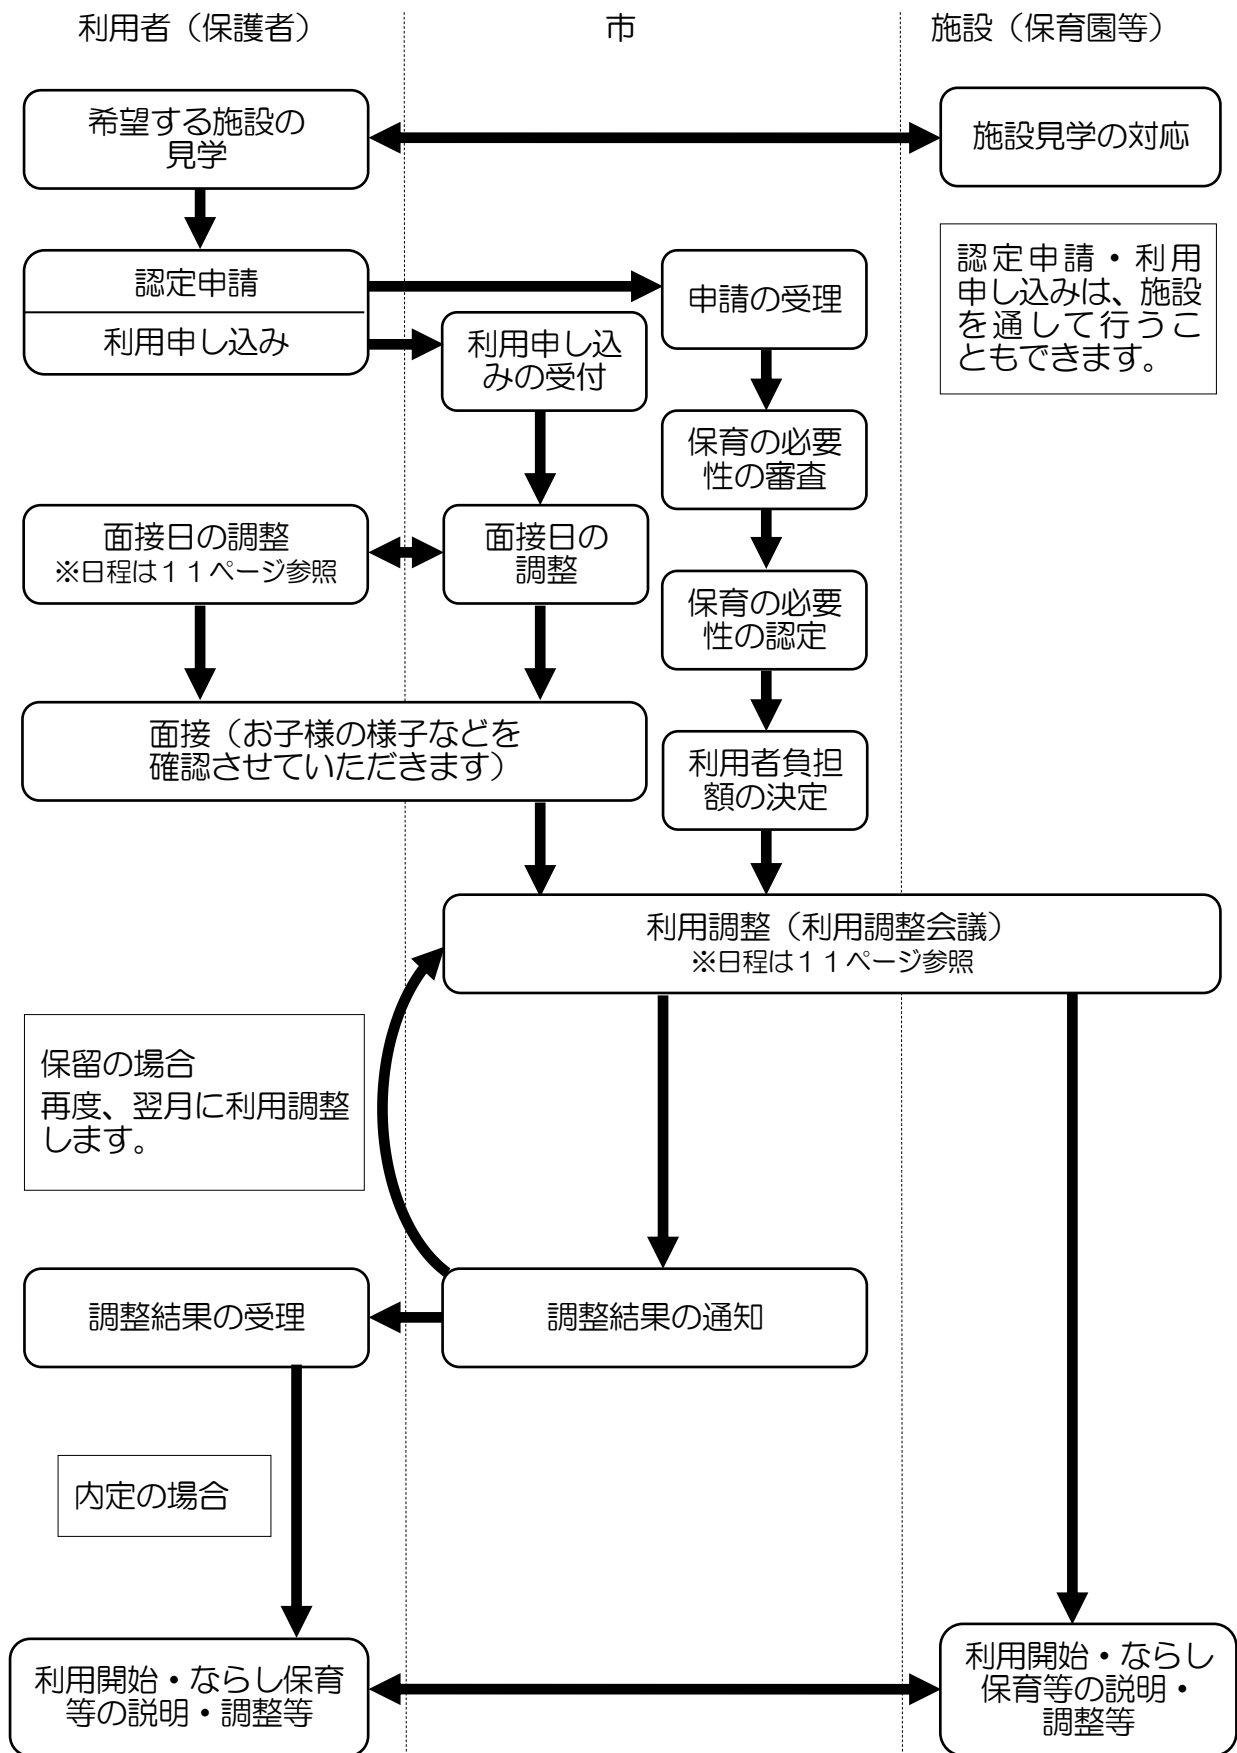 利用者（保護者）
市
施設（保育園等）
希望する施設の
見学
施設見学の対応
認定申請
利用申し込み
申請の受理
認定申請・利用
申し込みは、施設
を通して行うこ
ともできます。
利用申し込
みの受付
保育の必要
性の審査
面接日の調整
※日程は１１ページ参照
面接日の
調整
保育の必要
性の認定
面接（お子様の様子などを
確認させていただきます）
利用者負担
額の決定
利用調整（利用調整会議）
※日程は１１ページ参照
保留の場合
再度、翌月に利用調整
します。
調整結果の受理
調整結果の通知
内定の場合
利用開始・ならし保育
等の説明・調整等
利用開始・ならし
保育等の説明・
調整等